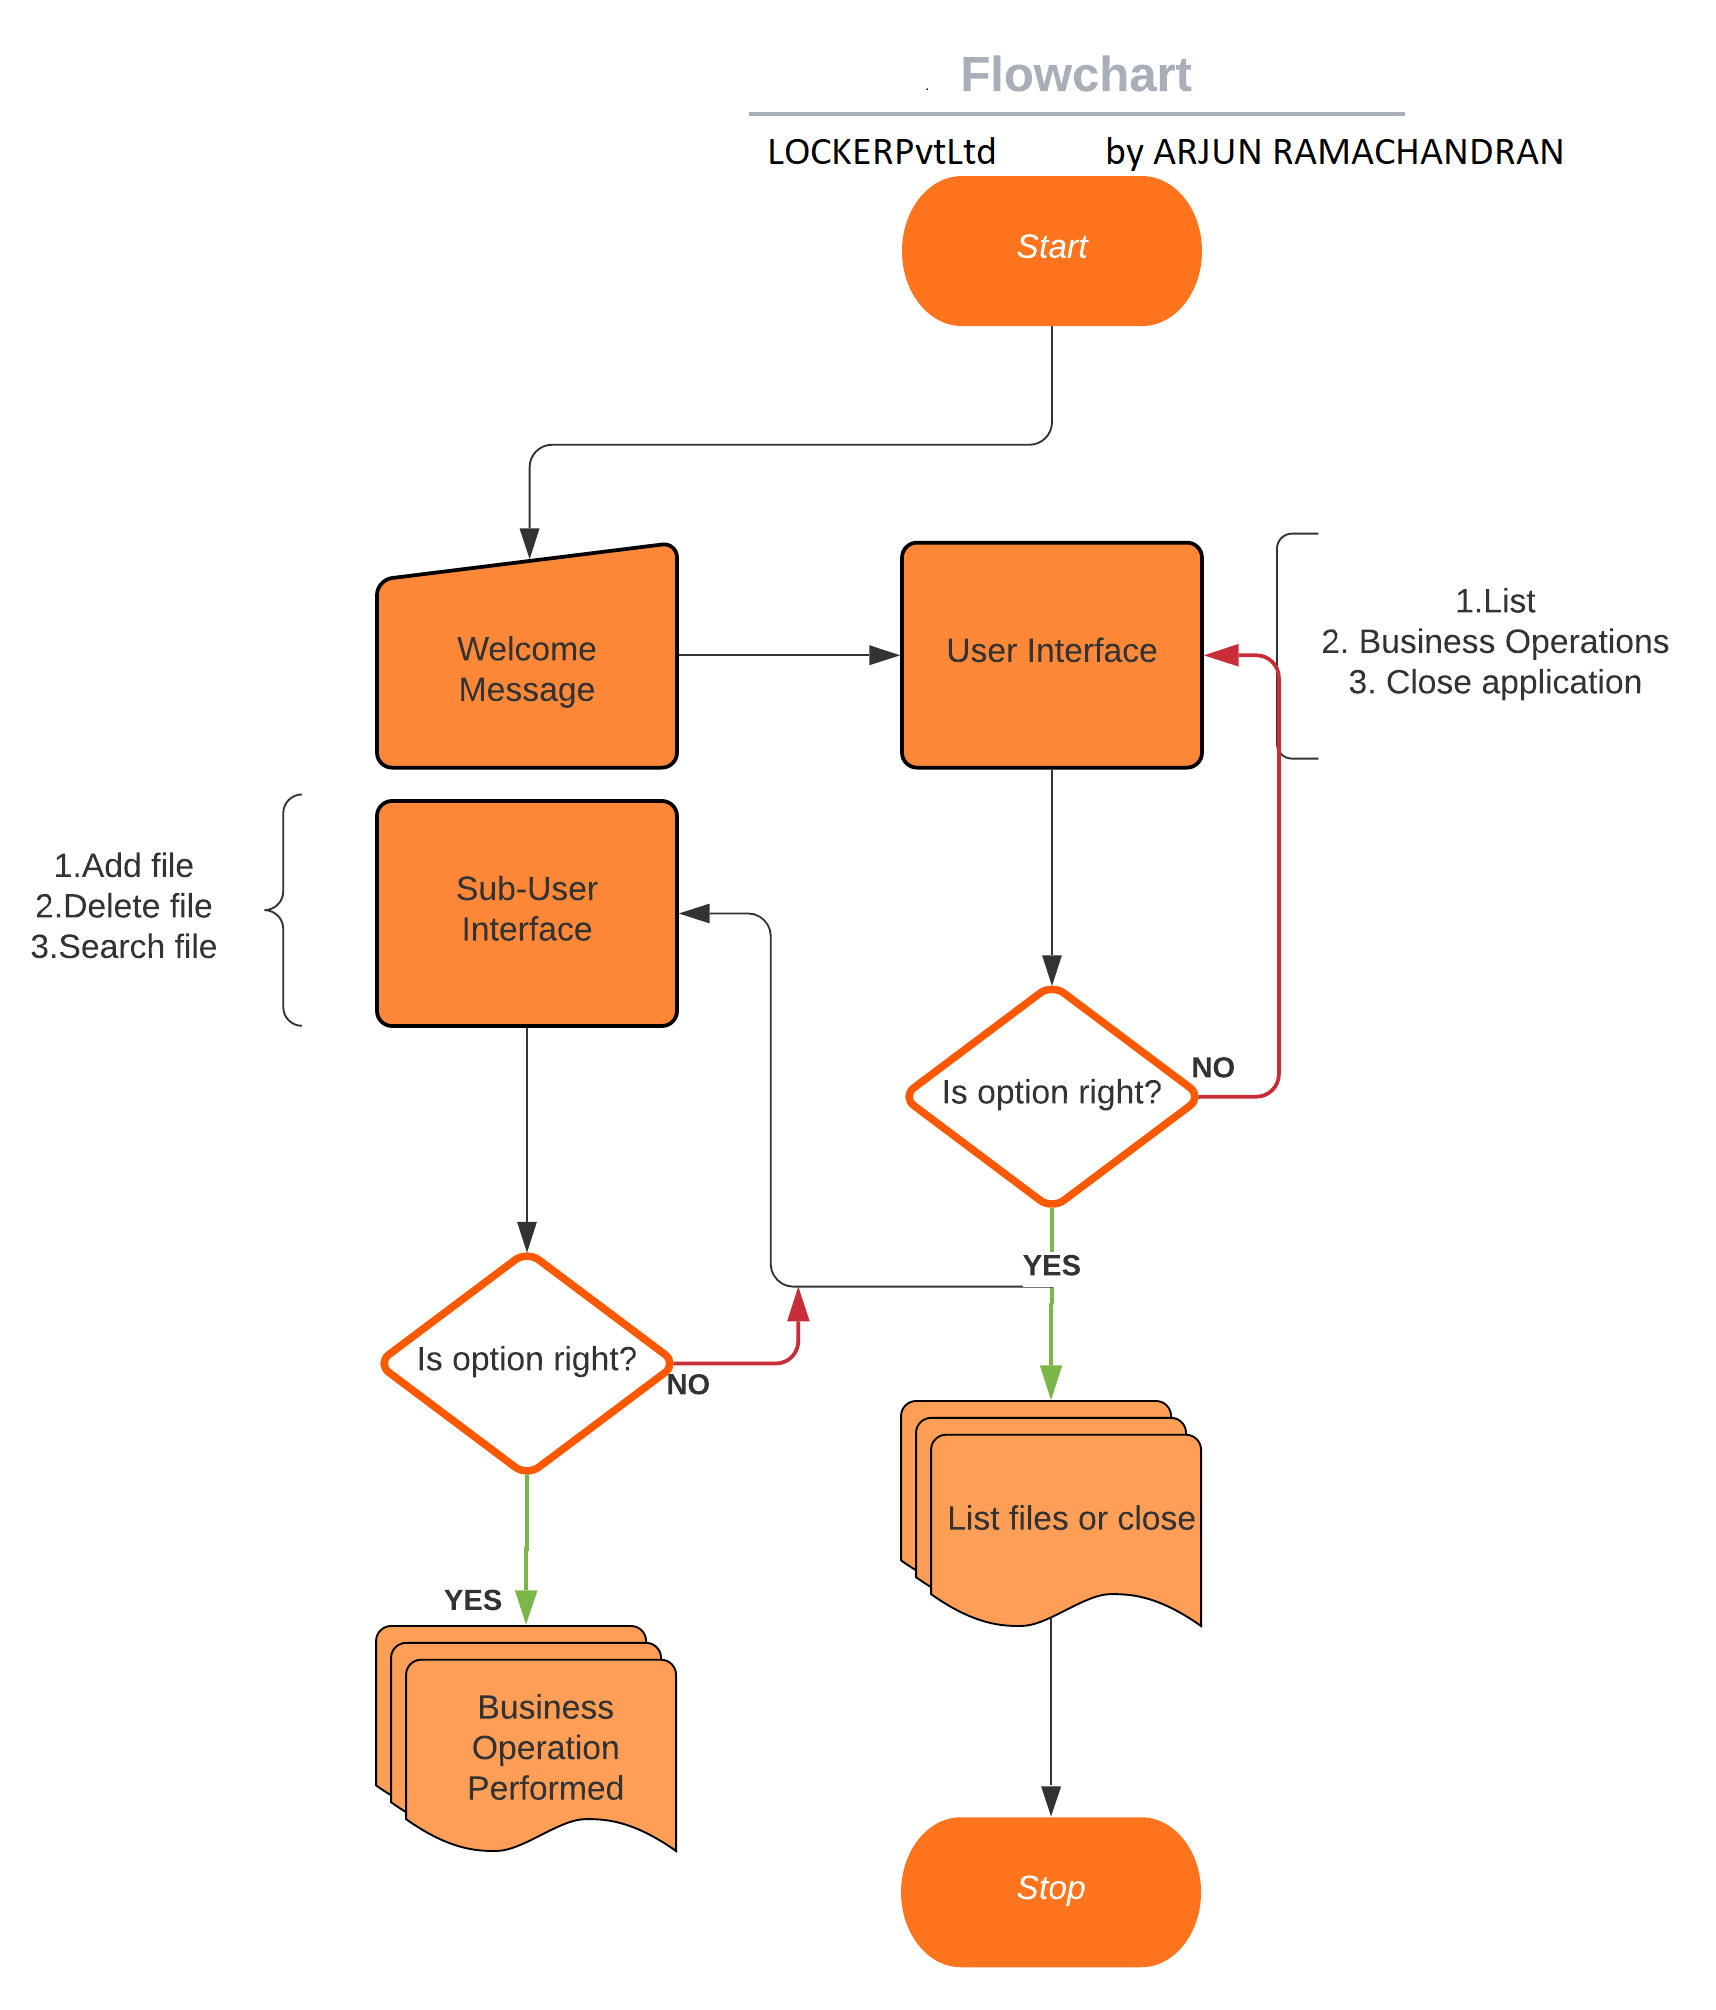 . Flowchart
LOCKERPvtLtd by ARJUN RAMACHANDRAN
Start
Welcome
Message
User Interface
1.List
2. Business Operations
3. Close application
1.Add file
2.Delete file
3.Search file
Sub-User
Interface
Is option right?
NO
YES
Is option right?
NO
YES
List files or close
Business
Operation
Performed
Stop